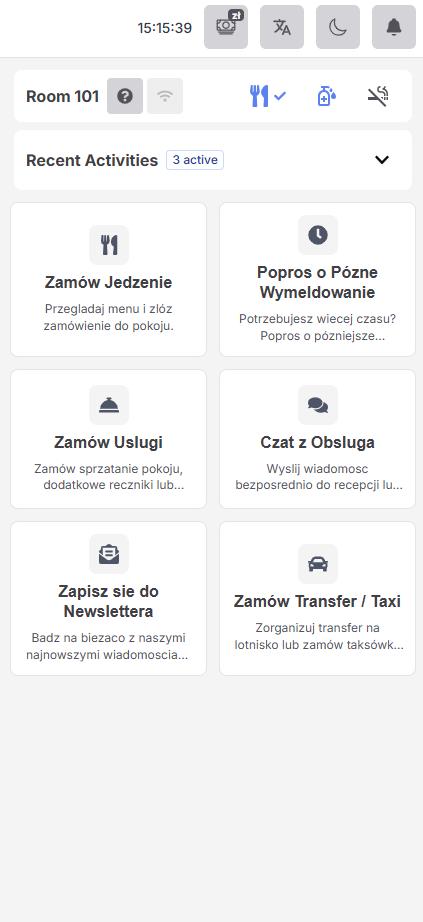 15:15:39
zł
Room 101
Recent Activities
3 active
Zamów Jedzenie
Przegladaj menu i zlóz
zamówienie do pokoju.
Popros o Pózne
Wymeldowanie
Potrzebujesz wiecej czasu?
Popros o pózniejsze...
Zamów Uslugi
Zamów sprzatanie pokoju,
dodatkowe reczniki lub...
Czat z Obsluga
Wyslij wiadomosc
bezposrednio do recepcji lu...
Zapisz sie do
Newslettera
Badz na biezaco z naszymi
najnowszymi wiadomoscia...
Zamów Transfer / Taxi
Zorganizuj transfer na
lotnisko lub zamów taksówk...